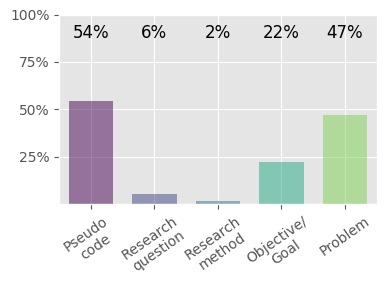 100%
75%
50%
25%
54% 6% 2% 22% 47%
Pseudo
code
Research
question
Research
method
Objective/
Goal
Problem